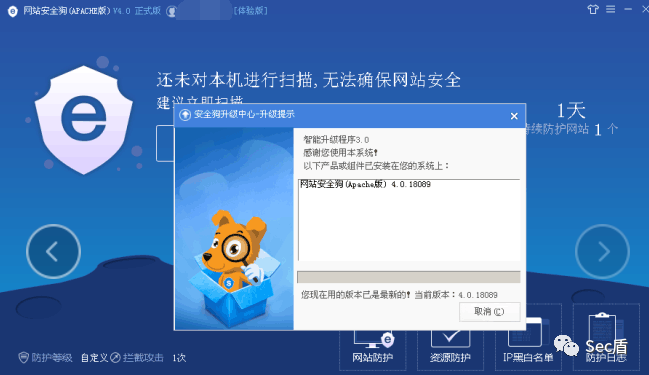 网站安全狗(APACHE版) V4.0 正式版 [体验版]
还未对本机进行扫描,无法确保网站安全
建议立即扫描
1天
持续防护网站 1 个
安全狗升级中心-升级提示
智能升级程序3.0
感谢您使用本系统!
以下产品或组件已安装在您的系统上:
网站安全狗(Apache版) 4.0.18089
您现在用的版本已是最新的! 当前版本:4.0.18089
取消(C)
防护等级 自定义 拦截攻击 1次
网站防护
资源防护
IP黑白名单
防护日志
Sec盾